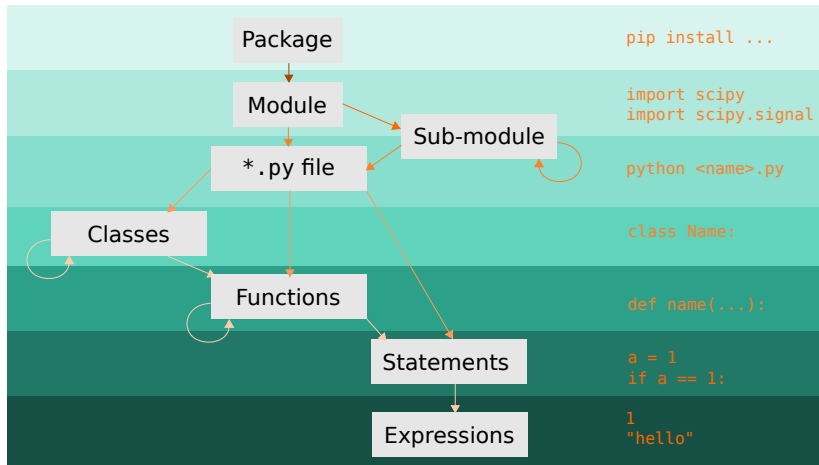 Package
pip install ...
Module
import scipy
import scipy.signal
Sub-module
*.py file
python <name>.py
Classes
class Name:
Functions
def name(...):
Statements
a = 1
if a == 1:
Expressions
1
"hello"